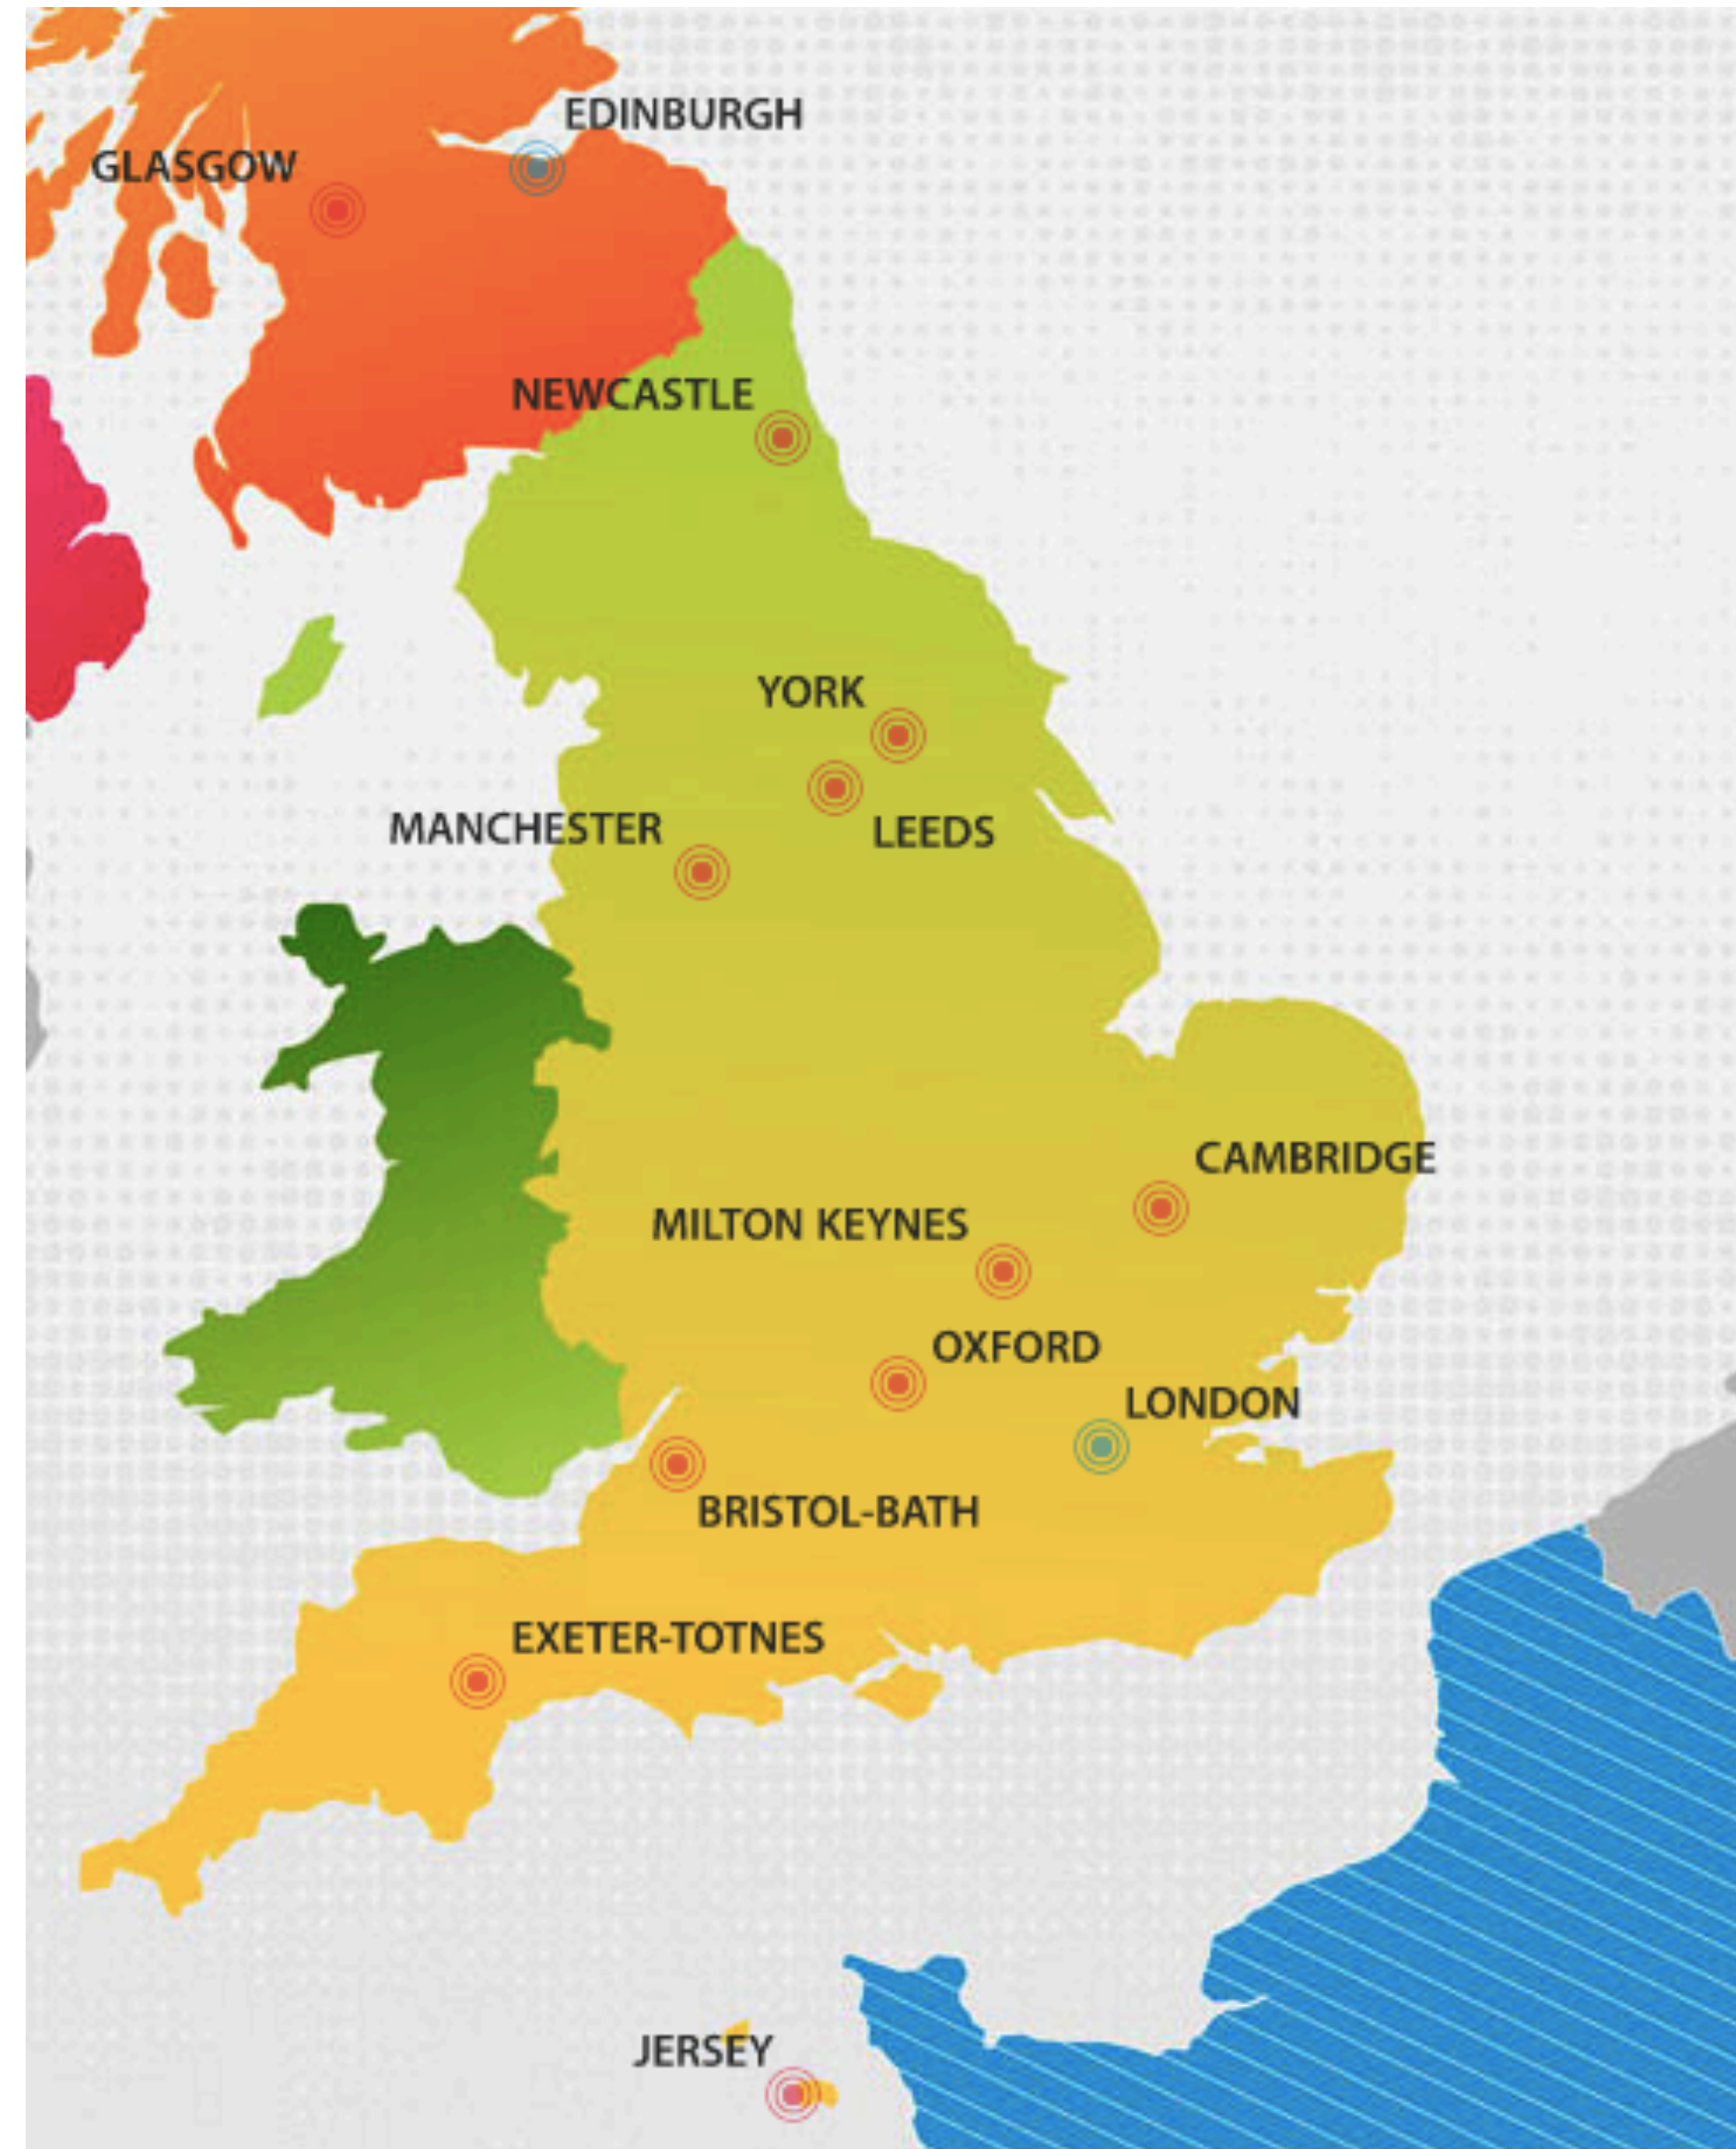 EDINBURGH
GLASGOW
NEWCASTLE
YORK
MANCHESTER
LEEDS
CAMBRIDGE
MILTON KEYNES
OXFORD
LONDON
BRISTOL-BATH
EXETER-TOTNES
JERSEY